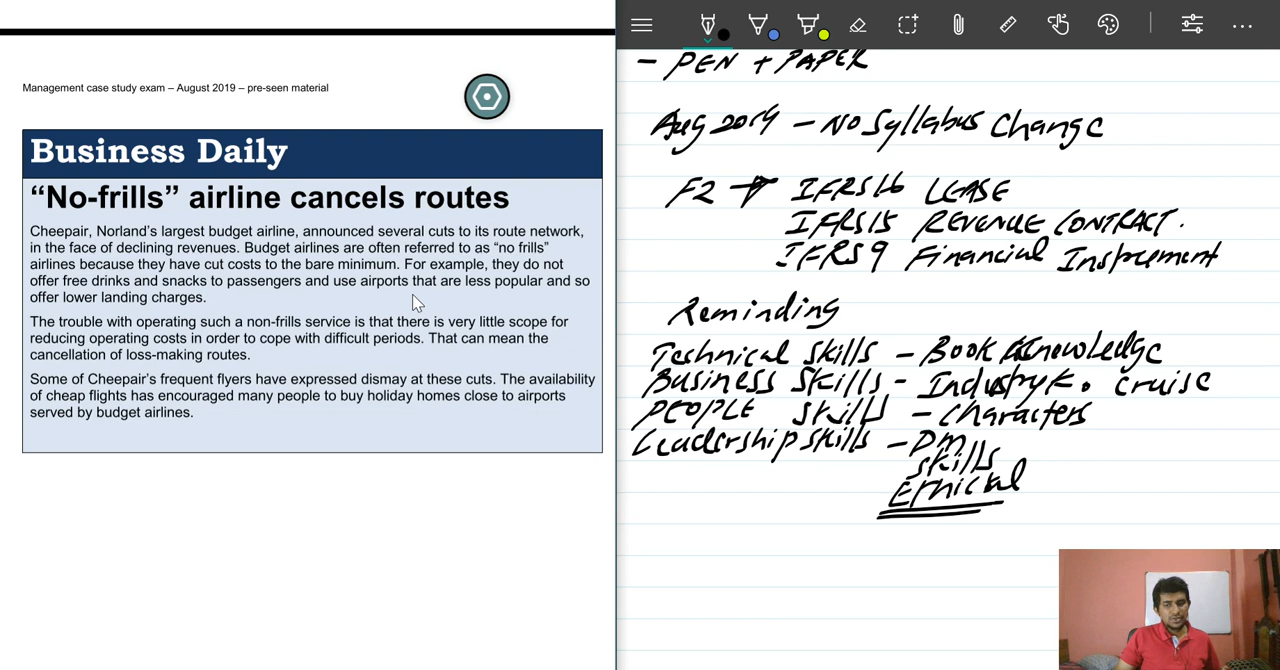 Management case study exam – August 2019 – pre-seen material
Business Daily
“No-frills” airline cancels routes
Cheepair, Norland’s largest budget airline, announced several cuts to its route network,
in the face of declining revenues. Budget airlines are often referred to as “no frills”
airlines because they have cut costs to the bare minimum. For example, they do not
offer free drinks and snacks to passengers and use airports that are less popular and so
offer lower landing charges.
The trouble with operating such a non-frills service is that there is very little scope for
reducing operating costs in order to cope with difficult periods. That can mean the
cancellation of loss-making routes.
Some of Cheepair’s frequent flyers have expressed dismay at these cuts. The availability
of cheap flights has encouraged many people to buy holiday homes close to airports
served by budget airlines.
– PEN + PAPER
Aug 2019 – No Syllabus Change
F2 → IFRS16 LEASE
IFRS15 REVENUE CONTRACT.
IFRS9 Financial Instrument
Reminding
Technical skills – Book Knowledge
Business skills – Industry K. cruise
PEOPLE skills – characters
Leadership skills – DM
skills
Ethical